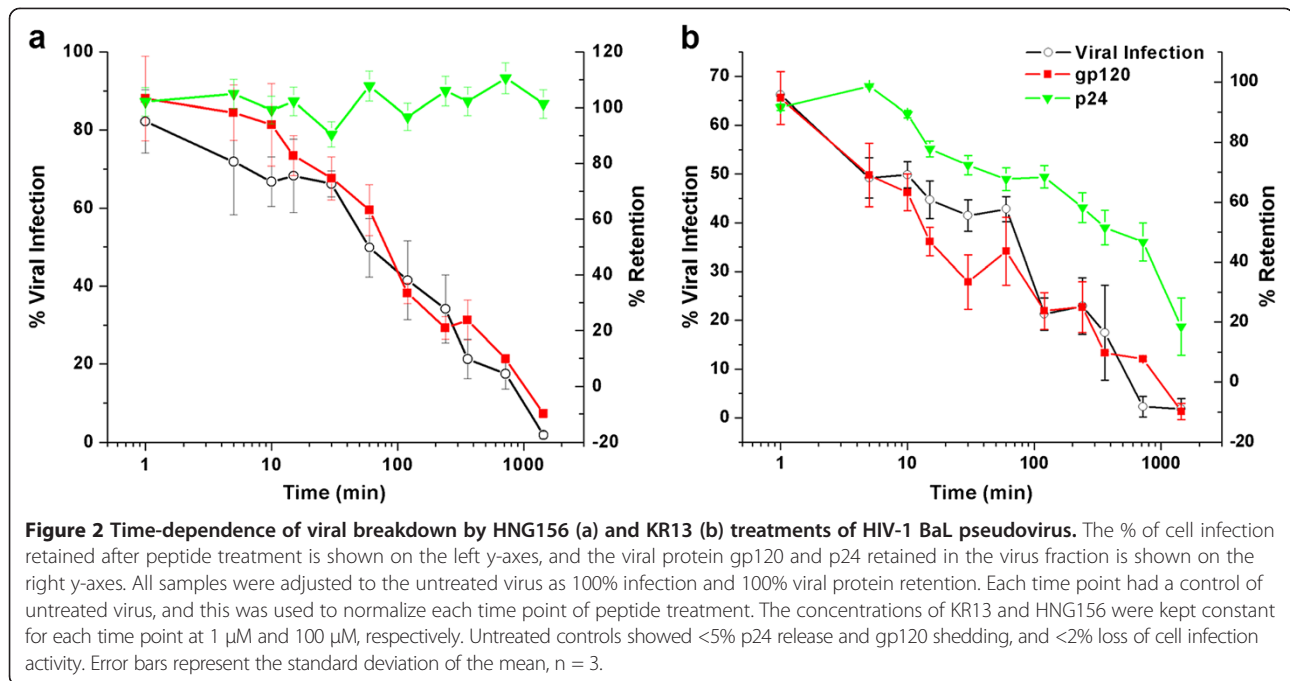 a
100
80
60
40
20
0
% Viral Infection
120
100
80
60
40
20
0
-20
% Retention
1 10 100 1000
Time (min)
b
Viral Infection
gp120
p24
70
60
50
40
30
20
10
0
% Viral Infection
100
80
60
40
20
0
-20
% Retention
1 10 100 1000
Time (min)
Figure 2 Time-dependence of viral breakdown by HNG156 (a) and KR13 (b) treatments of HIV-1 BaL pseudovirus. The % of cell infection
retained after peptide treatment is shown on the left y-axes, and the viral protein gp120 and p24 retained in the virus fraction is shown on the
right y-axes. All samples were adjusted to the untreated virus as 100% infection and 100% viral protein retention. Each time point had a control of
untreated virus, and this was used to normalize each time point of peptide treatment. The concentrations of KR13 and HNG156 were kept constant
for each time point at 1 μM and 100 μM, respectively. Untreated controls showed <5% p24 release and gp120 shedding, and <2% loss of cell infection
activity. Error bars represent the standard deviation of the mean, n = 3.